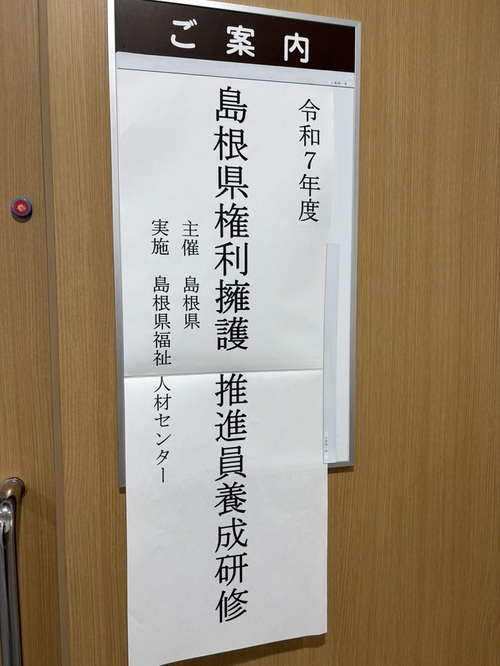 ご案内
令和7年度
島根県権利擁護 推進員養成研修
主催 島根県
実施 島根県福祉人材センター